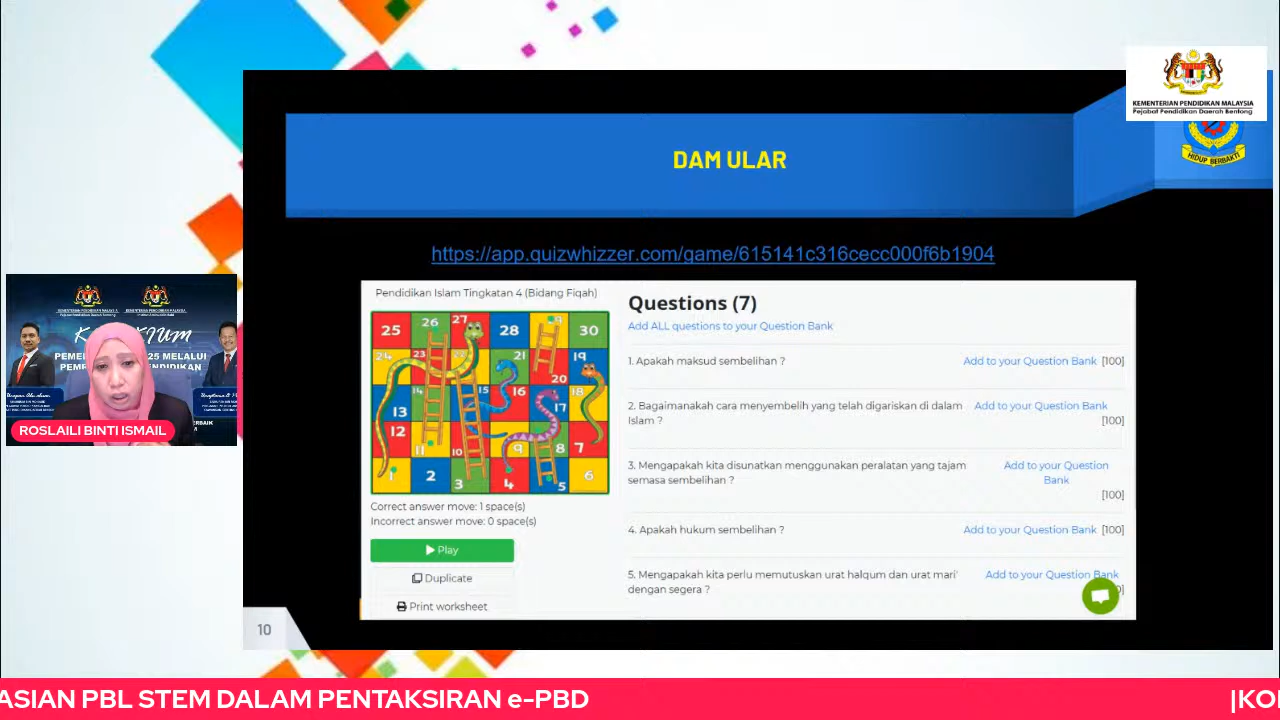 KEMENTERIAN PENDIDIKAN MALAYSIA
Pejabat Pendidikan Daerah Bentong
HIDUP BERBAKTI
DAM ULAR
https://app.quizwhizzer.com/game/615141c316cecc000f6b1904
Pendidikan Islam Tingkatan 4 (Bidang Fiqah)
25 26 27 28 30
24 23 22 21 19
20
14 15 16 18
13 17
12 11 10 9 8 7
1 2 3 4 5 6
Correct answer move: 1 space(s)
Incorrect answer move: 0 space(s)
Play
Duplicate
Print worksheet
Questions (7)
Add ALL questions to your Question Bank
1. Apakah maksud sembelihan ? Add to your Question Bank [100]
2. Bagaimanakah cara menyembelih yang telah digariskan di dalam Add to your Question Bank
Islam ? [100]
3. Mengapakah kita disunatkan menggunakan peralatan yang tajam Add to your Question
semasa sembelihan ? Bank
[100]
4. Apakah hukum sembelihan ? Add to your Question Bank [100]
5. Mengapakah kita perlu memutuskan urat halqum dan urat mari' Add to your Question Bank
dengan segera ?
10
ROSLAILI BINTI ISMAIL
ASIAN PBL STEM DALAM PENTAKSIRAN e-PBD
|KO